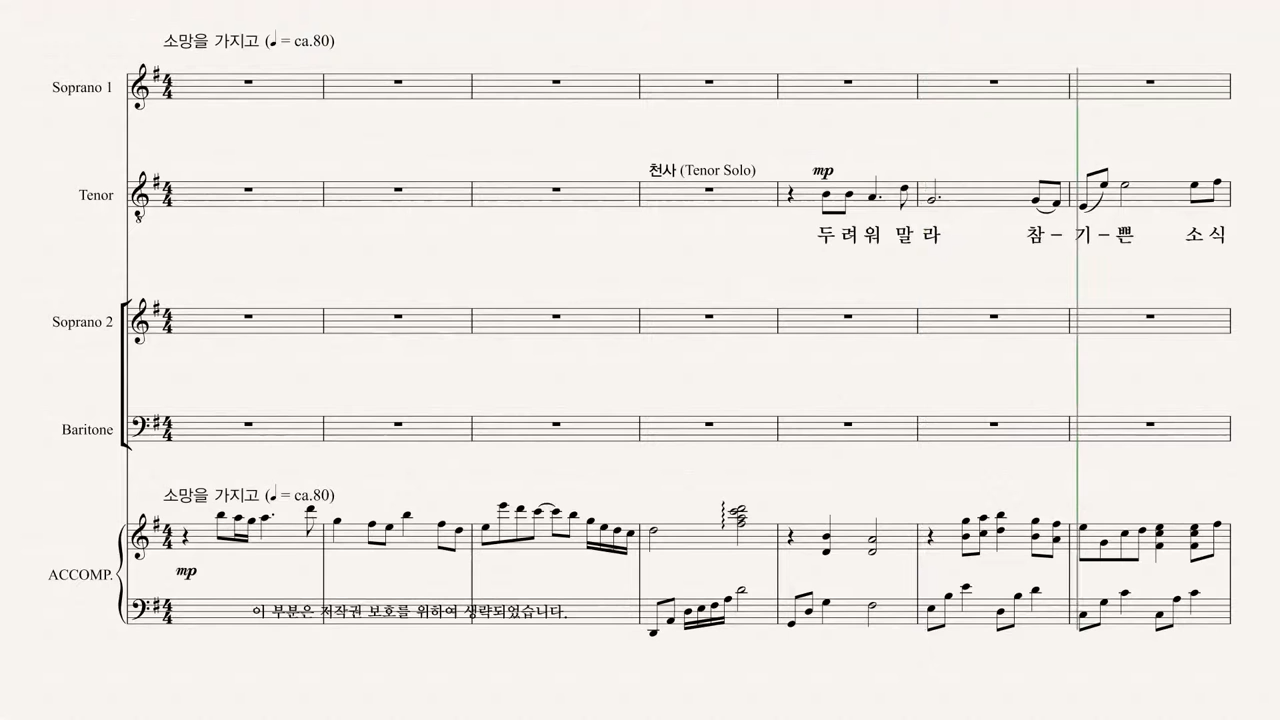 소망을 가지고 (♩ = ca.80)
Soprano 1
천사 (Tenor Solo)
mp
Tenor
두 려 워 말 라 참 – 기 – 쁜 소 식
Soprano 2
Baritone
소망을 가지고 (♩ = ca.80)
mp
ACCOMP.
이 부분은 저작권 보호를 위하여 생략되었습니다.